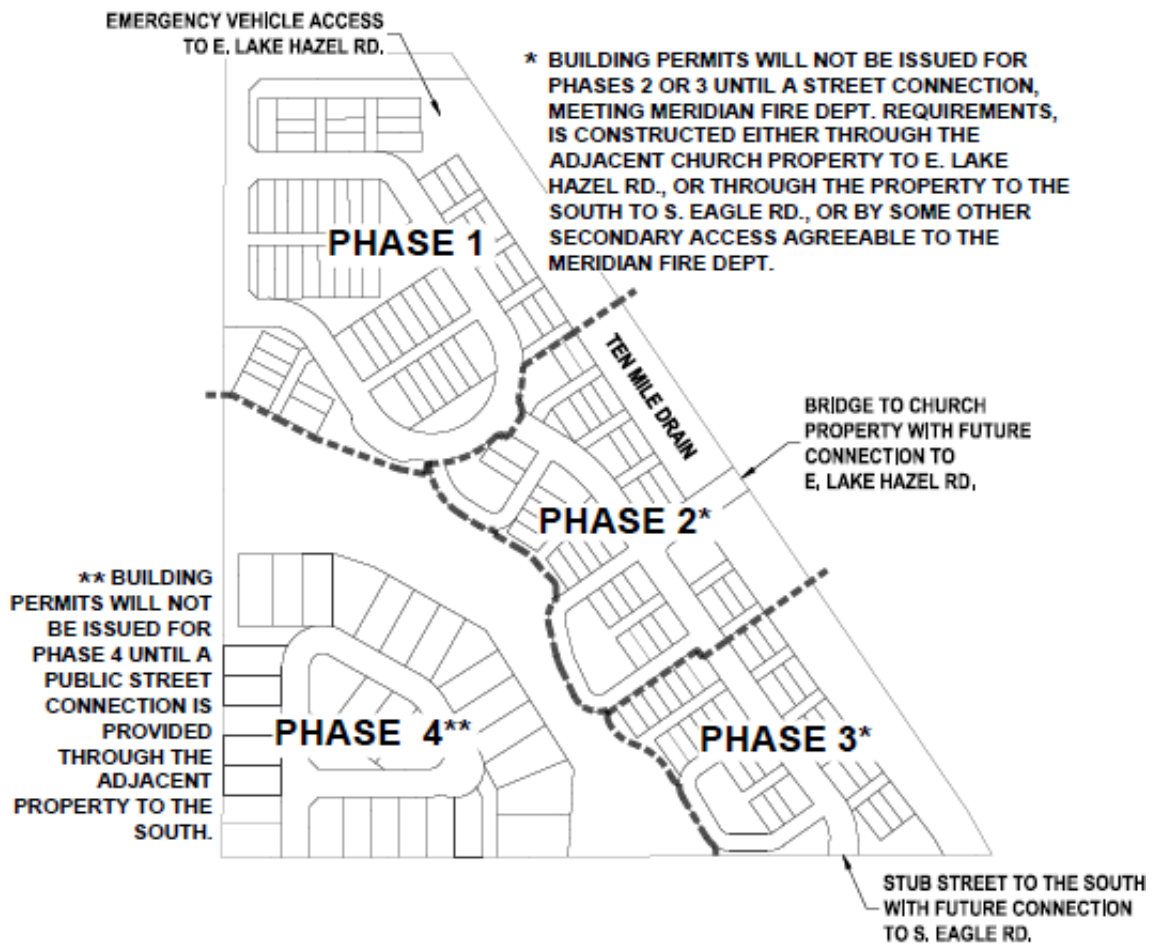 EMERGENCY VEHICLE ACCESS
TO E. LAKE HAZEL RD.
* BUILDING PERMITS WILL NOT BE ISSUED FOR
PHASES 2 OR 3 UNTIL A STREET CONNECTION,
MEETING MERIDIAN FIRE DEPT. REQUIREMENTS,
IS CONSTRUCTED EITHER THROUGH THE
ADJACENT CHURCH PROPERTY TO E. LAKE
HAZEL RD., OR THROUGH THE PROPERTY TO THE
SOUTH TO S. EAGLE RD., OR BY SOME OTHER
SECONDARY ACCESS AGREEABLE TO THE
MERIDIAN FIRE DEPT.
PHASE 1
TEN MILE DRAIN
BRIDGE TO CHURCH
PROPERTY WITH FUTURE
CONNECTION TO
E. LAKE HAZEL RD.
PHASE 2*
** BUILDING
PERMITS WILL NOT
BE ISSUED FOR
PHASE 4 UNTIL A
PUBLIC STREET
CONNECTION IS
PROVIDED
THROUGH THE
ADJACENT
PROPERTY TO THE
SOUTH.
PHASE 4**
PHASE 3*
STUB STREET TO THE SOUTH
WITH FUTURE CONNECTION
TO S. EAGLE RD.